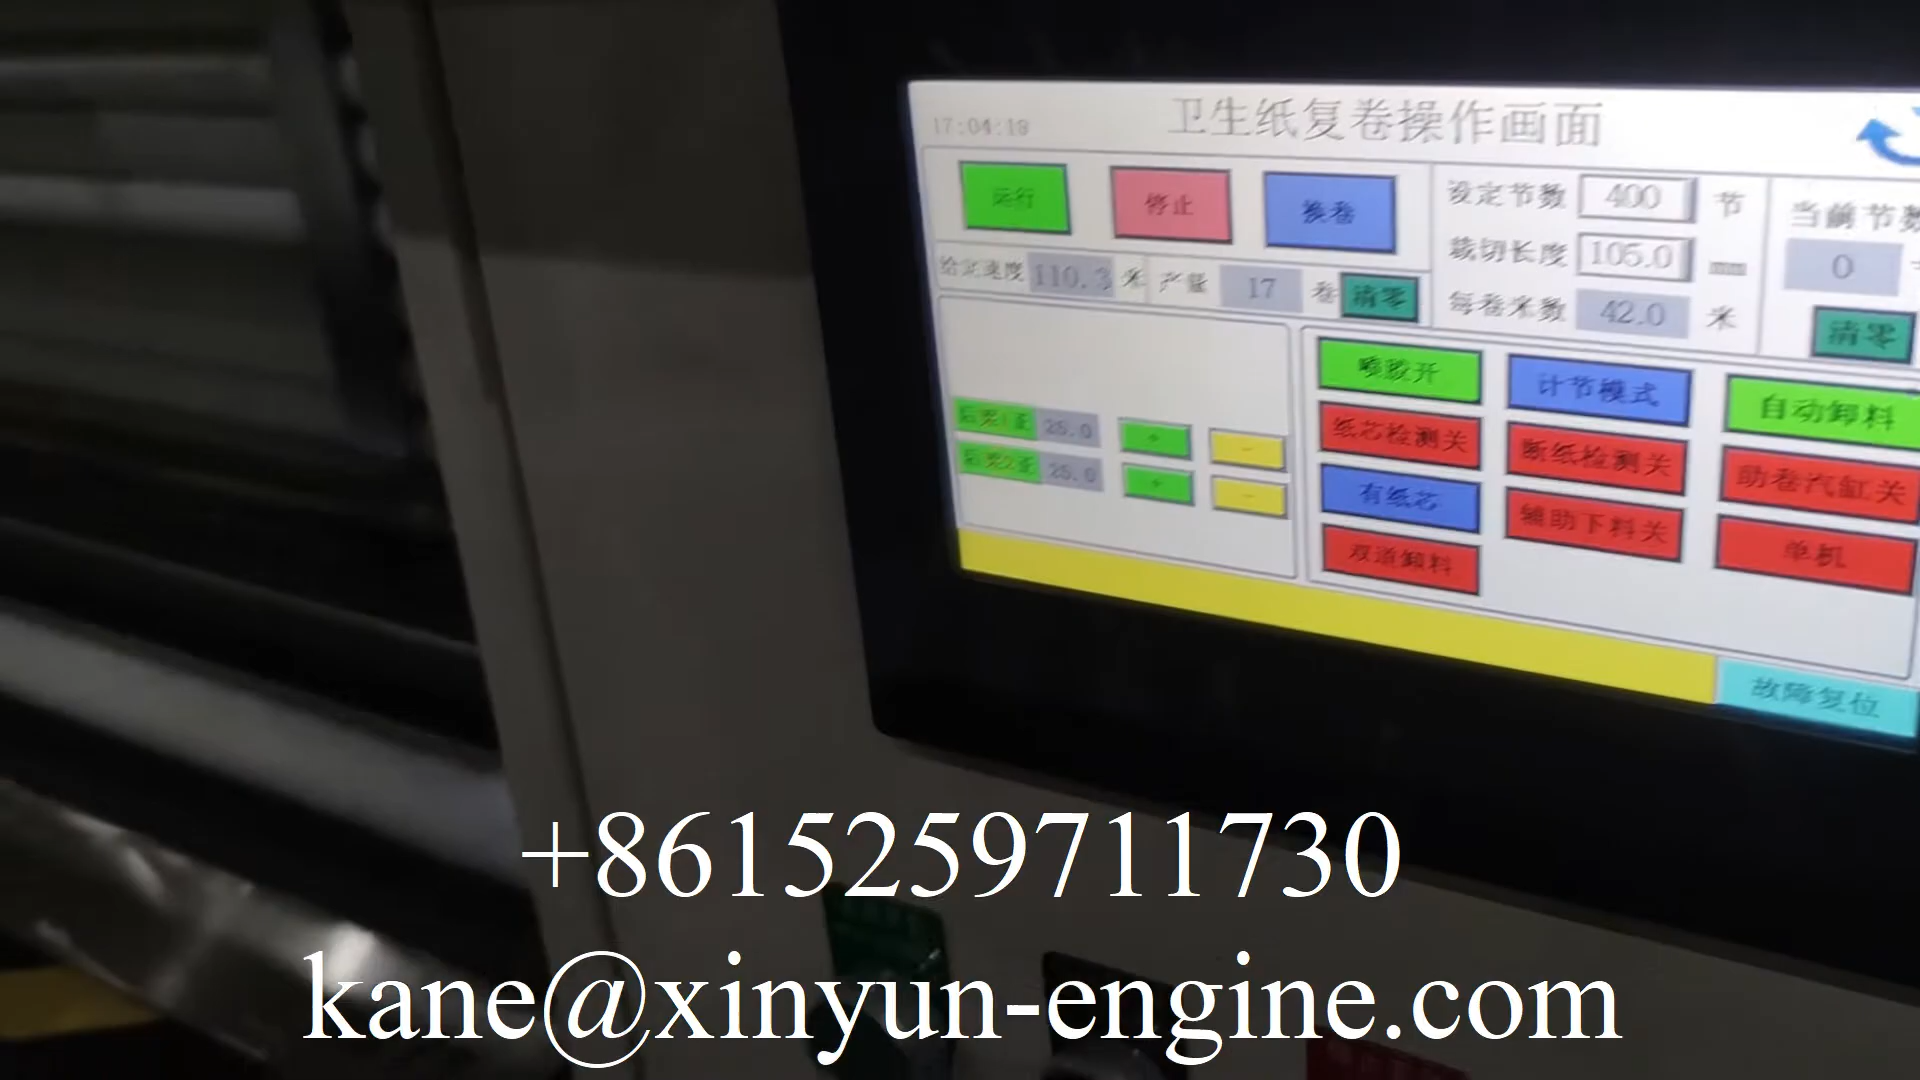 卫生纸复卷操作画面
17:04:18
运行 停止 换卷
设定节数 400 节
裁切长度 105.0 mm
每卷米数 42.0 米
当前节数
0
清零
给定速度 110.3 米 产量 17 卷 清零
25.0 + -
25.0 + -
喷胶开 计节模式 自动卸料
纸芯检测关 断纸检测关 助卷汽缸关
有纸芯 辅助下料关 单机
双道卸料
故障复位
+8615259711730
kane@xinyun-engine.com